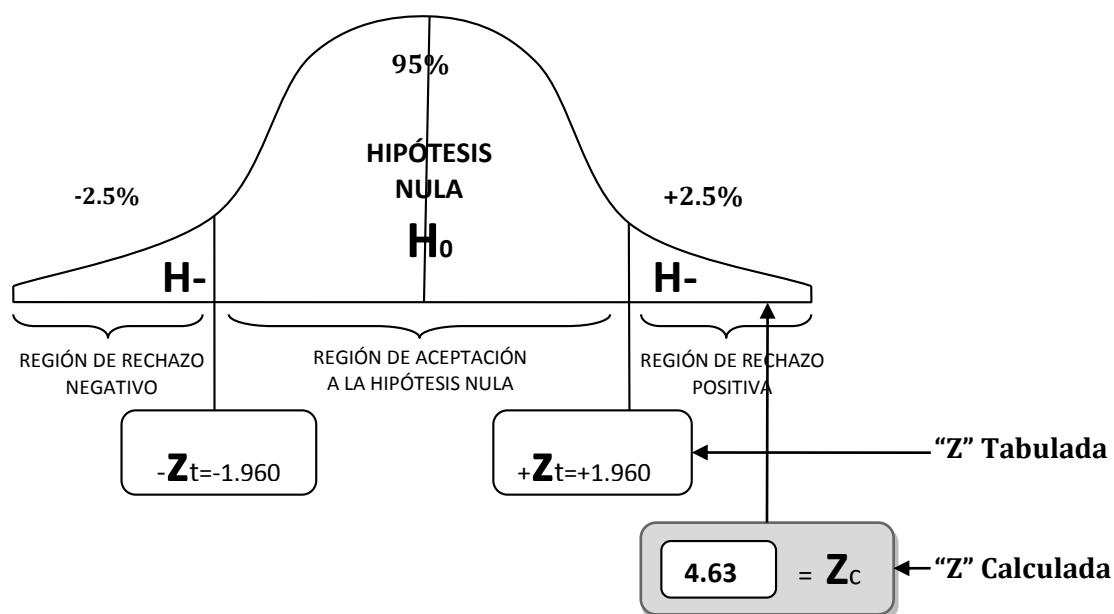 95%
HIPÓTESIS
NULA
H0
-2.5%
+2.5%
H-
H-
REGIÓN DE RECHAZO
NEGATIVO
REGIÓN DE ACEPTACIÓN
A LA HIPÓTESIS NULA
REGIÓN DE RECHAZO
POSITIVA
-Zt=-1.960
+Zt=+1.960
“Z” Tabulada
4.63 = Zc
“Z” Calculada